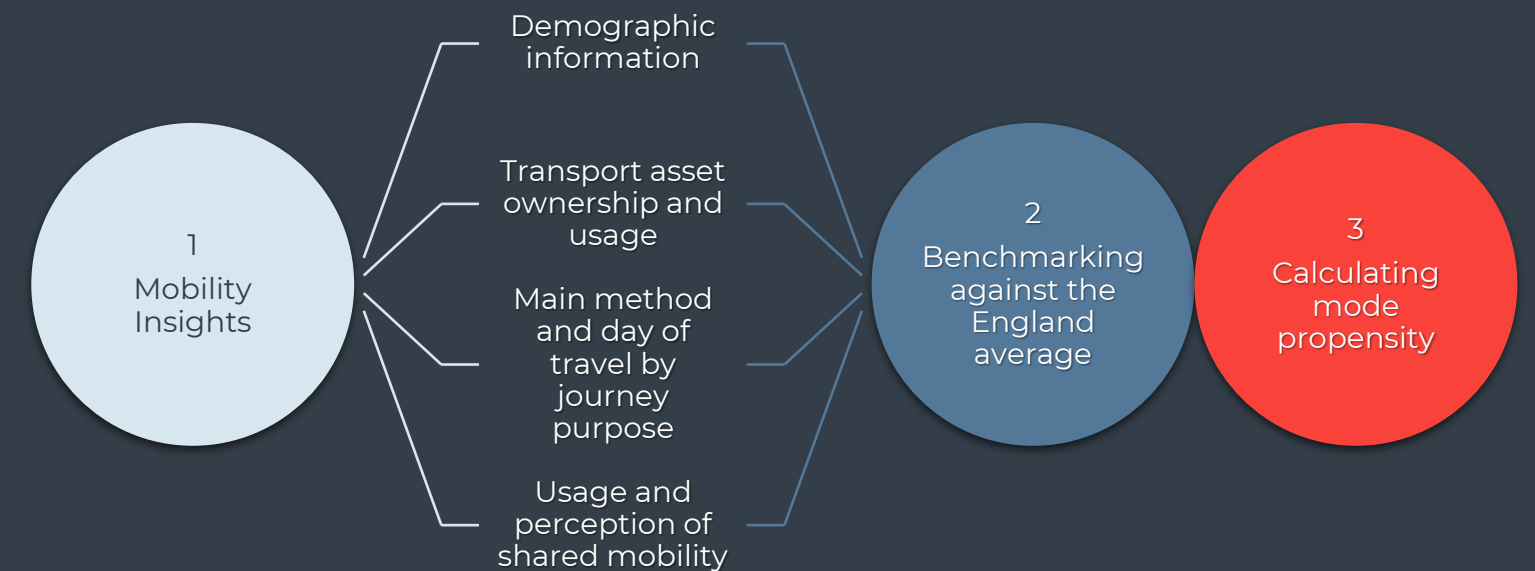 1
Mobility
Insights
Demographic
information
Transport asset
ownership and
usage
Main method
and day of
travel by
journey
purpose
Usage and
perception of
shared mobility
2
Benchmarking
against the
England
average
3
Calculating
mode
propensity